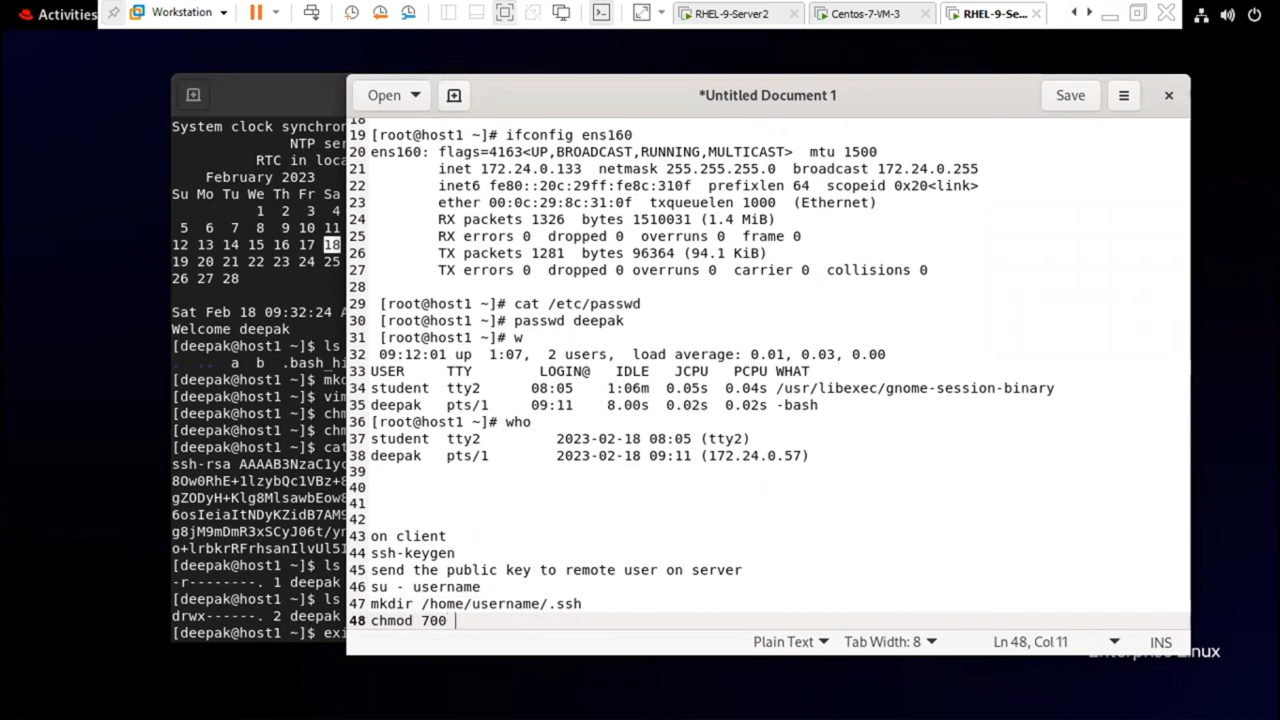 Activities Workstation RHEL-9-Server2 Centos-7-VM-3 RHEL-9-Se...
Open *Untitled Document 1 Save
System clock synchron
NTP ser
RTC in loca
February 2023
Su Mo Tu We Th Fr Sa
1 2 3 4
5 6 7 8 9 10 11
12 13 14 15 16 17 18
19 20 21 22 23 24 25
26 27 28
Sat Feb 18 09:32:24
Welcome deepak
[deepak@host1 ~]$ ls
. .. a b .bash_hi
[deepak@host1 ~]$ mkd
[deepak@host1 ~]$ vim
[deepak@host1 ~]$ chm
[deepak@host1 ~]$ chm
[deepak@host1 ~]$ cat
ssh-rsa AAAAB3NzaC1yc
8Ow0RhE+1lzybQc1VBz+8
gZODyH+Klg8MlsawbEow8
6osIeiaItNDyKZidB7AM9
g8jM9mDmR3xSCyJ06t/yn
o+lrbkrRFrhsanIlvUl5I
[deepak@host1 ~]$ ls
-r--------. 1 deepak
[deepak@host1 ~]$ ls
drwx------. 2 deepak
[deepak@host1 ~]$ exi
18
19 [root@host1 ~]# ifconfig ens160
20 ens160: flags=4163<UP,BROADCAST,RUNNING,MULTICAST>  mtu 1500
21 inet 172.24.0.133  netmask 255.255.255.0  broadcast 172.24.0.255
22 inet6 fe80::20c:29ff:fe8c:310f  prefixlen 64  scopeid 0x20<link>
23 ether 00:0c:29:8c:31:0f  txqueuelen 1000  (Ethernet)
24 RX packets 1326  bytes 1510031 (1.4 MiB)
25 RX errors 0  dropped 0  overruns 0  frame 0
26 TX packets 1281  bytes 96364 (94.1 KiB)
27 TX errors 0  dropped 0 overruns 0  carrier 0  collisions 0
28
29 [root@host1 ~]# cat /etc/passwd
30 [root@host1 ~]# passwd deepak
31 [root@host1 ~]# w
32 09:12:01 up  1:07,  2 users,  load average: 0.01, 0.03, 0.00
33 USER     TTY        LOGIN@   IDLE   JCPU   PCPU WHAT
34 student  tty2      08:05    1:06m  0.05s  0.04s /usr/libexec/gnome-session-binary
35 deepak   pts/1     09:11    8.00s  0.02s  0.02s -bash
36 [root@host1 ~]# who
37 student  tty2         2023-02-18 08:05 (tty2)
38 deepak   pts/1        2023-02-18 09:11 (172.24.0.57)
39
40
41
42
43 on client
44 ssh-keygen
45 send the public key to remote user on server
46 su - username
47 mkdir /home/username/.ssh
48 chmod 700
Plain Text Tab Width: 8 Ln 48, Col 11 INS
Linux